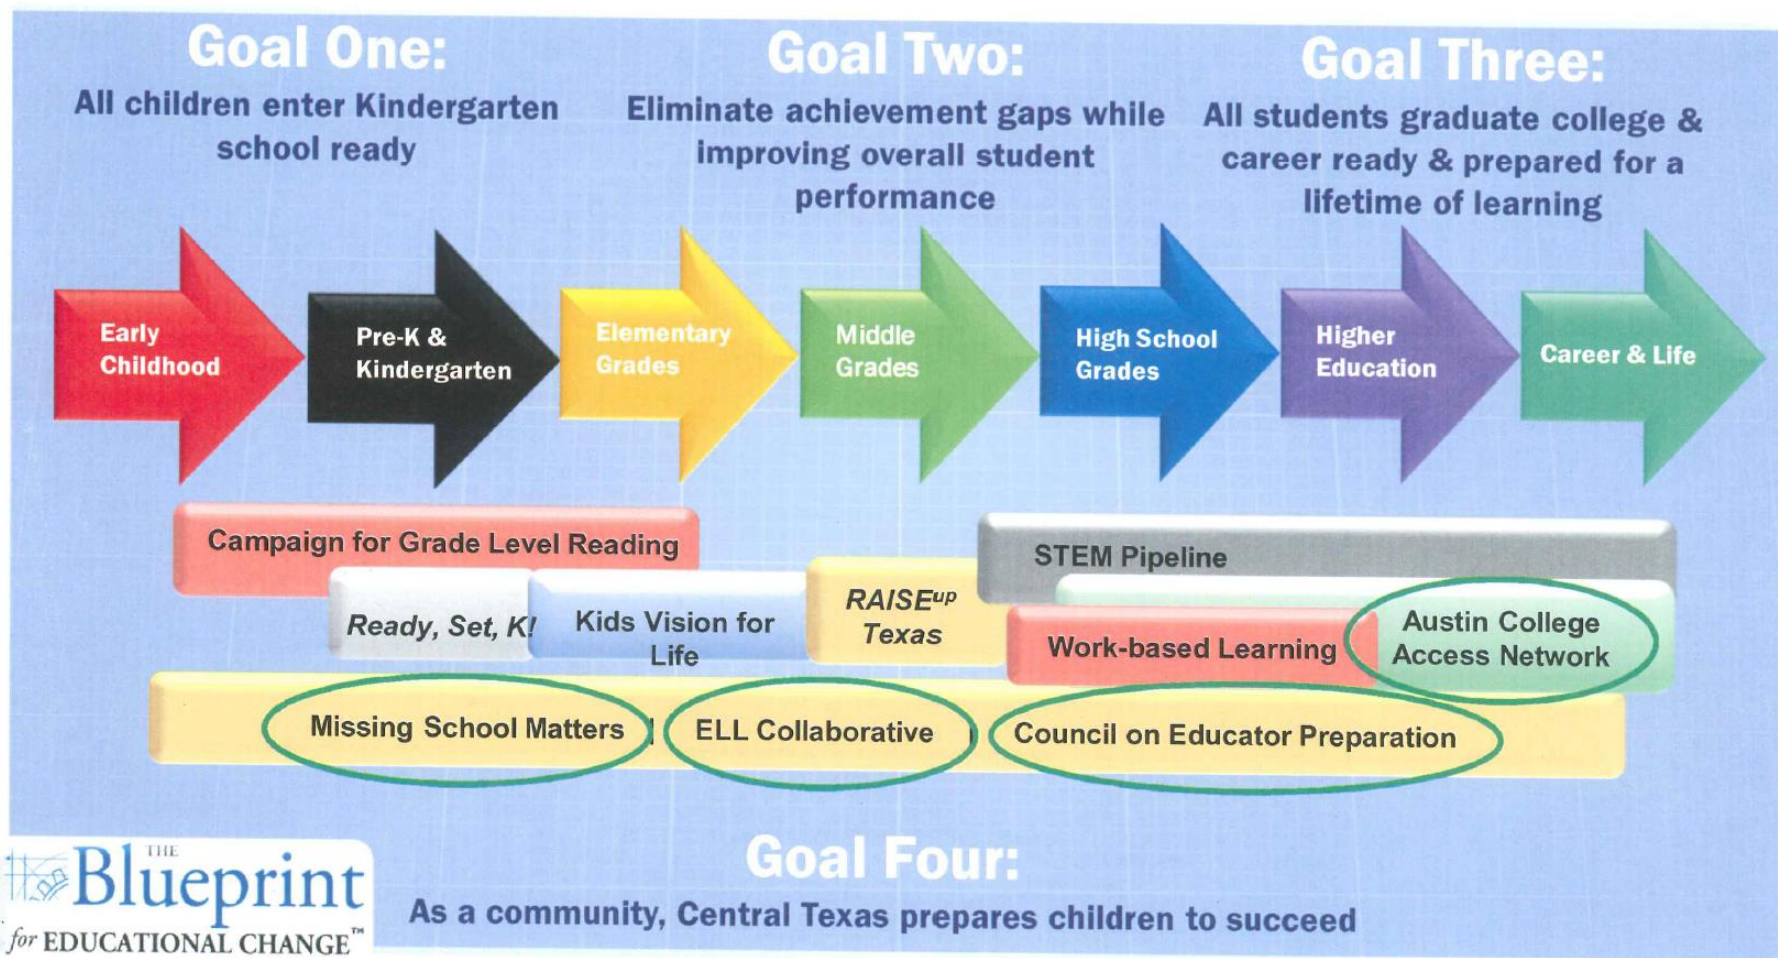 Goal One:
All children enter Kindergarten
school ready
Goal Two:
Eliminate achievement gaps while
improving overall student
performance
Goal Three:
All students graduate college &
career ready & prepared for a
lifetime of learning
Early
Childhood
Pre-K &
Kindergarten
Elementary
Grades
Middle
Grades
High School
Grades
Higher
Education
Career & Life
Campaign for Grade Level Reading
STEM Pipeline
Ready, Set, K!
Kids Vision for
Life
RAISEup
Texas
Work-based Learning
Austin College
Access Network
Missing School Matters
ELL Collaborative
Council on Educator Preparation
Goal Four:
As a community, Central Texas prepares children to succeed
THE
Blueprint
for EDUCATIONAL CHANGE™